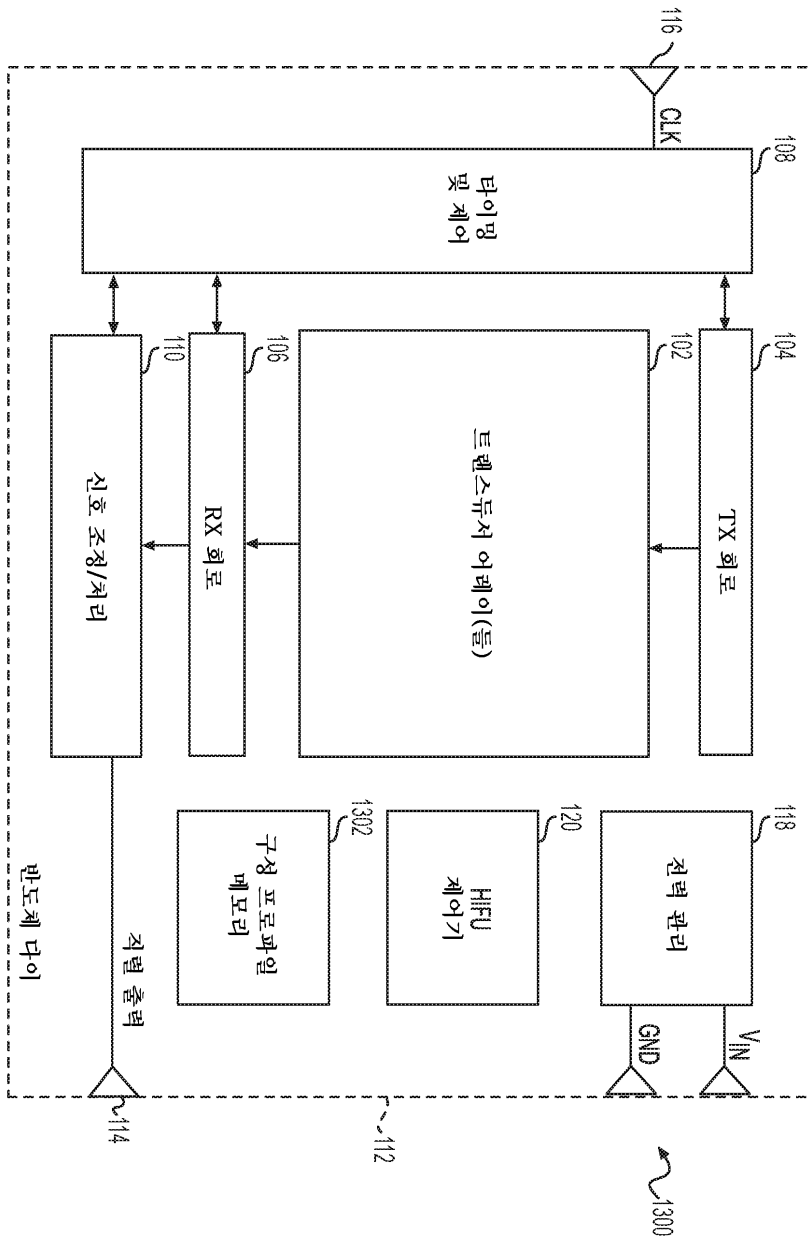 1300
108
104
118
116
CLK
TX 회로
전력 관리
VIN
GND
102
타이밍
및 제어
트랜스듀서 어레이(들)
120
HIFU
제어기
112
1302
구성 프로파일
메모리
106
RX 회로
110
신호 조정/처리
직렬 출력
114
반도체 다이